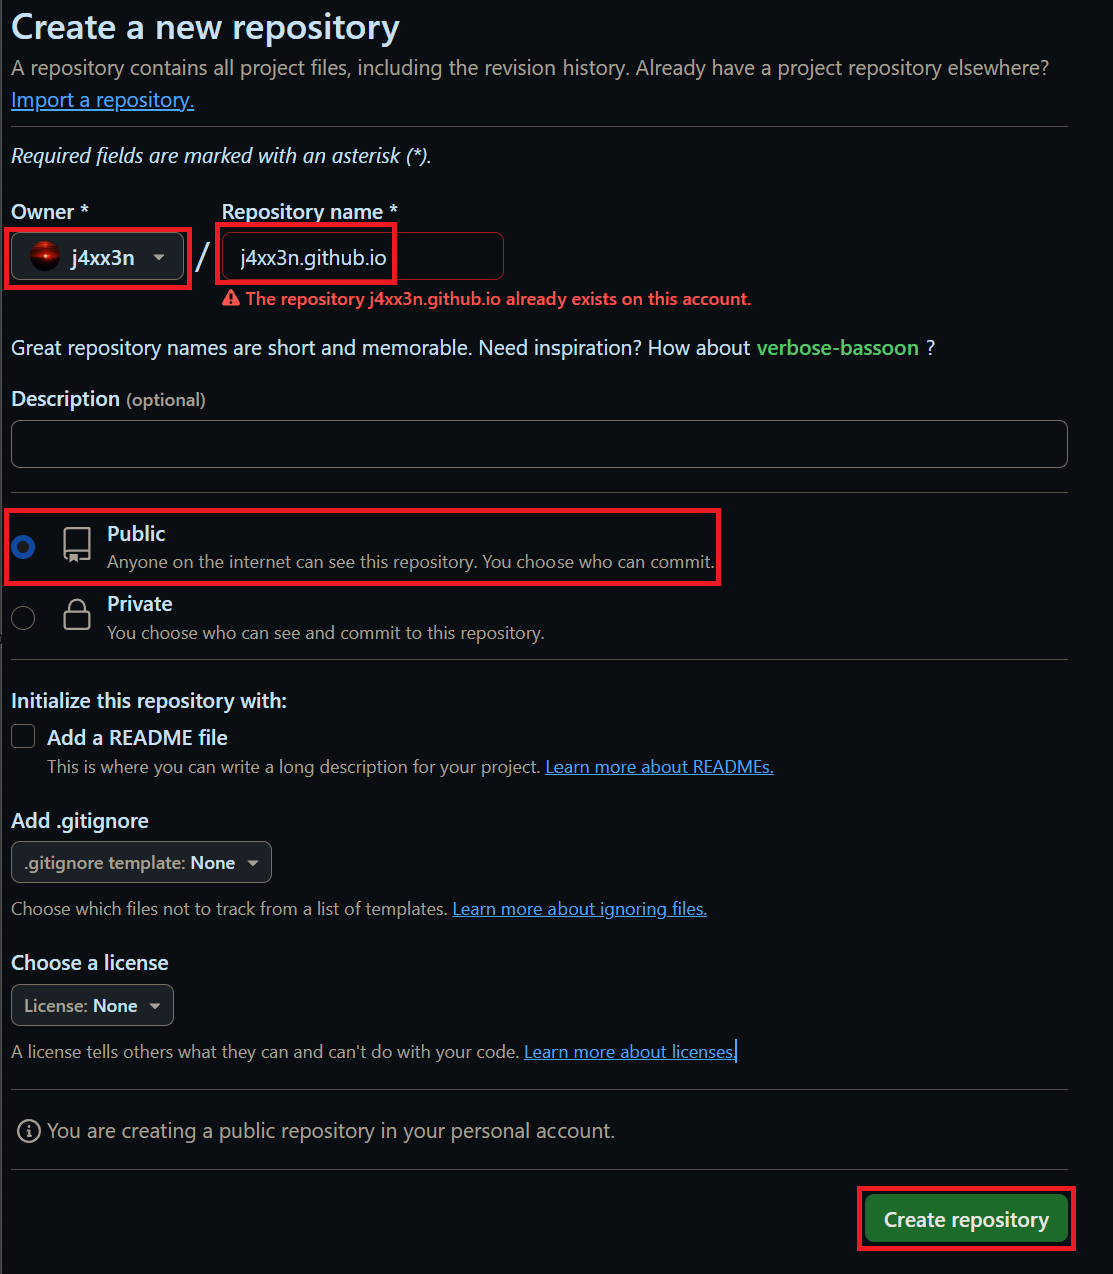 Create a new repository
A repository contains all project files, including the revision history. Already have a project repository elsewhere?
Import a repository.
Required fields are marked with an asterisk (*).
Owner *
Repository name *
j4xx3n
/
j4xx3n.github.io
The repository j4xx3n.github.io already exists on this account.
Great repository names are short and memorable. Need inspiration? How about verbose-bassoon ?
Description (optional)
Public
Anyone on the internet can see this repository. You choose who can commit.
Private
You choose who can see and commit to this repository.
Initialize this repository with:
Add a README file
This is where you can write a long description for your project. Learn more about READMEs.
Add .gitignore
.gitignore template: None
Choose which files not to track from a list of templates. Learn more about ignoring files.
Choose a license
License: None
A license tells others what they can and can't do with your code. Learn more about licenses.
You are creating a public repository in your personal account.
Create repository